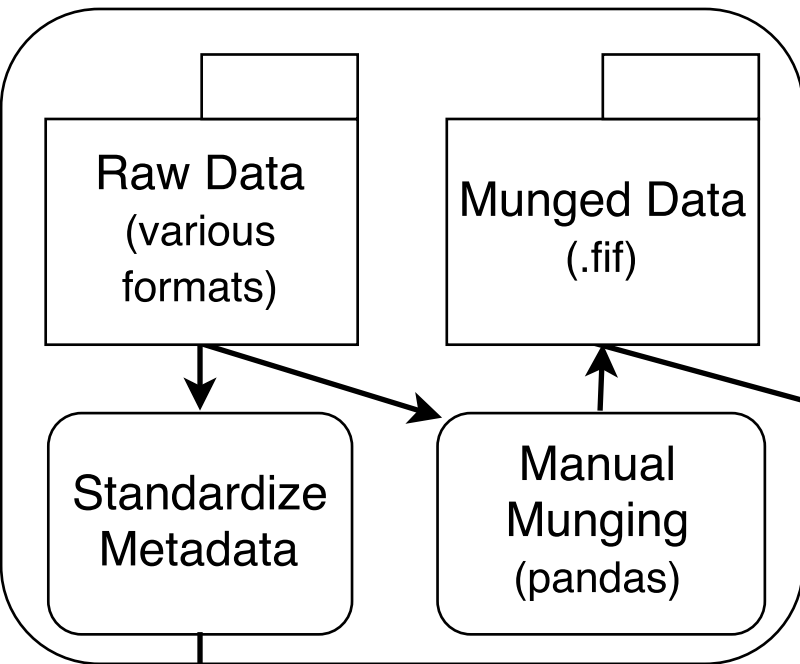 Raw Data
(various
formats)
Munged Data
(.fif)
Standardize
Metadata
Manual
Munging
(pandas)